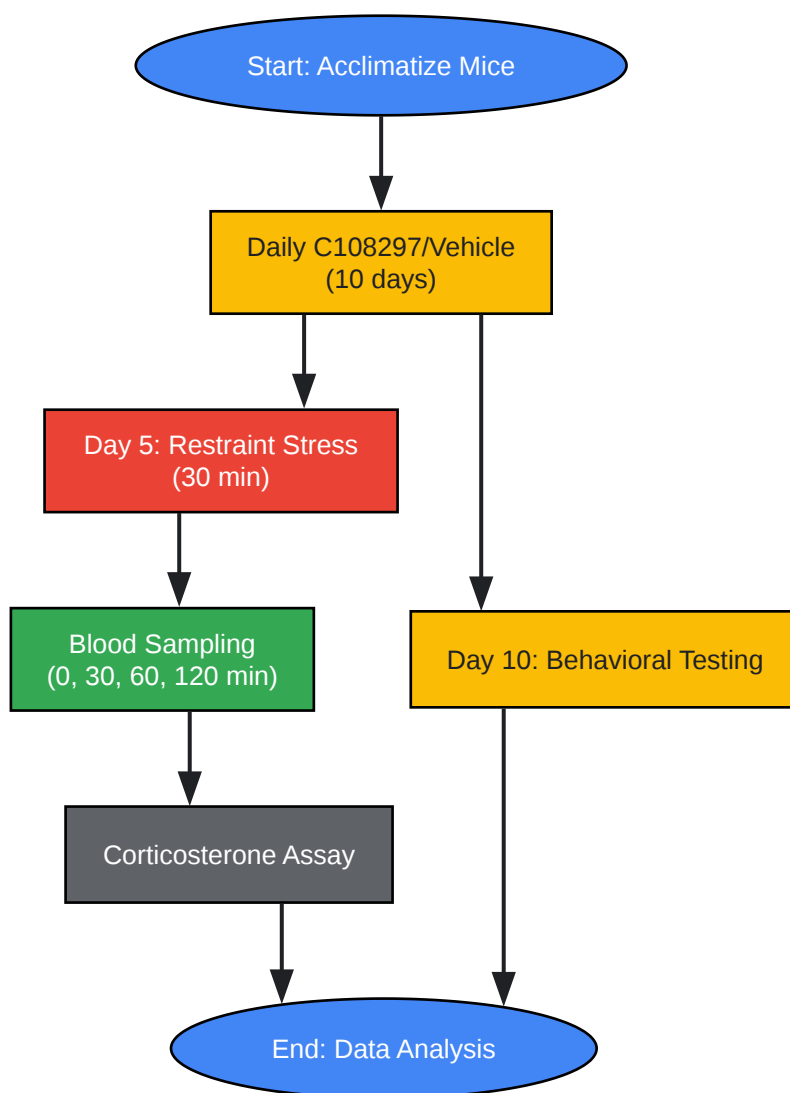 Start: Acclimatize Mice
Daily C108297/Vehicle
(10 days)
Day 5: Restraint Stress
(30 min)
Blood Sampling
(0, 30, 60, 120 min)
Day 10: Behavioral Testing
Corticosterone Assay
End: Data Analysis